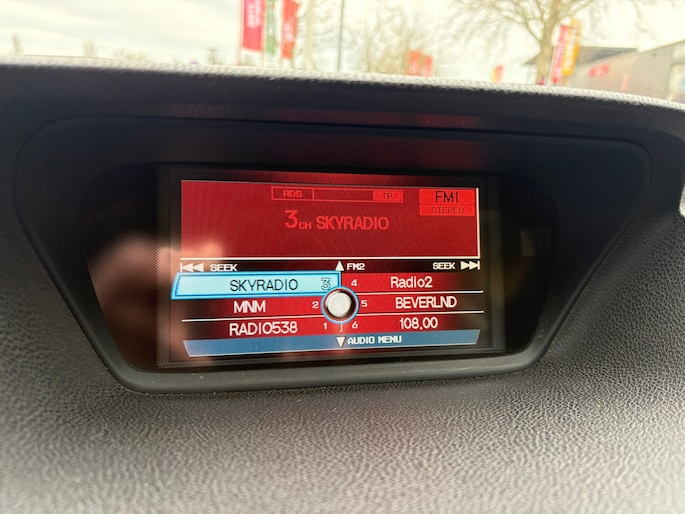 RDS TP FM1
STEREO
3CH SKYRADIO
SEEK FM2 SEEK
SKYRADIO 3 4 Radio2
MNM 2 5 BEVERLND
RADIO538 1 6 108,00
AUDIO MENU